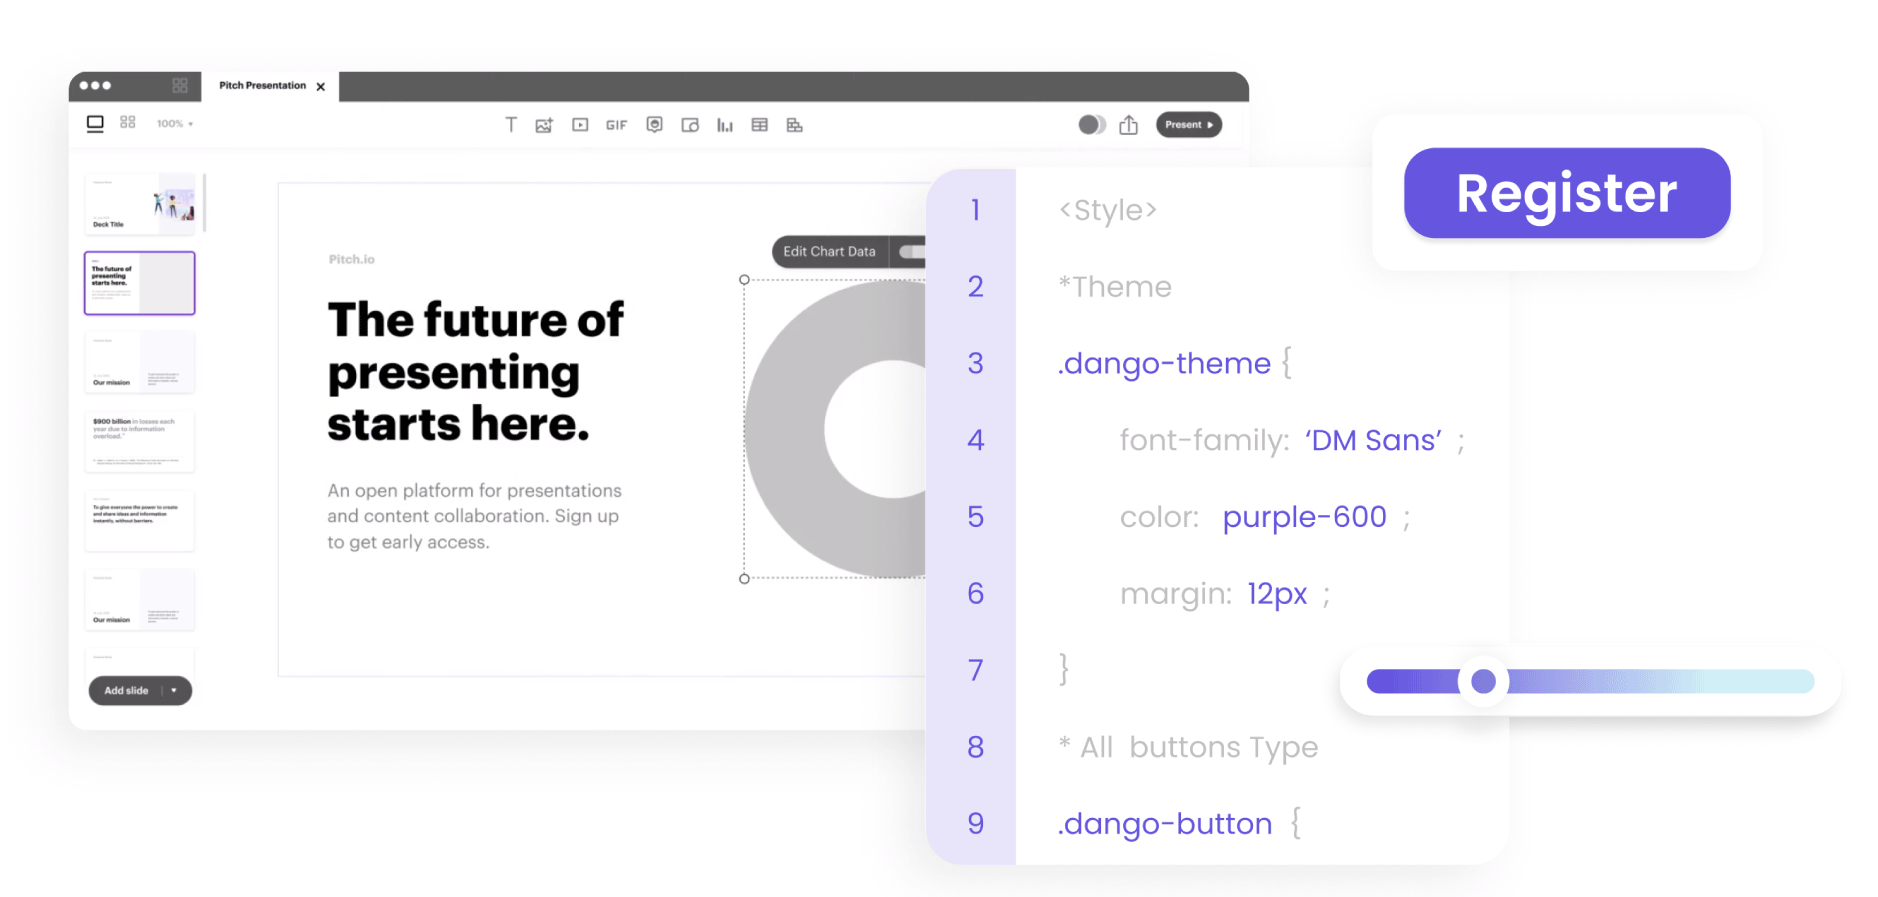 Pitch Presentation
100%
GIF
Present
Deck Title
The future of
presenting
starts here.
Our mission
$900 billion in losses each
year due to information
overload."
To give everyone the power to create
and share ideas and information
instantly, without barriers.
Our mission
Add slide
Pitch.io
The future of
presenting
starts here.
An open platform for presentations
and content collaboration. Sign up
to get early access.
Edit Chart Data
1 <Style>
2 *Theme
3 .dango-theme {
4 font-family: ‘DM Sans’ ;
5 color: purple-600 ;
6 margin: 12px ;
7 }
8 * All buttons Type
9 .dango-button {
Register